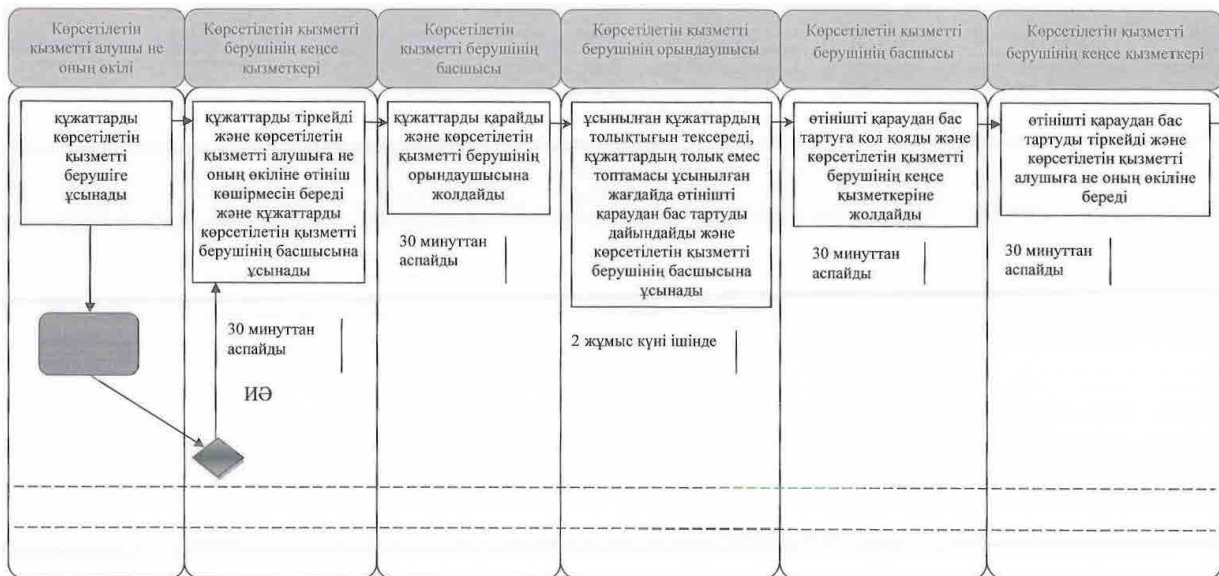 Көрсетілетін
қызметті алушы не
оның өкілі
Көрсетілетін қызметті
берушінің кеңсе
қызметкері
Көрсетілетін
қызметті берушінің
басшысы
Көрсетілетін қызметті
берушінің орындаушысы
Көрсетілетін қызметті
берушінің басшысы
Көрсетілетін қызметті
берушінің кеңсе қызметкері
құжаттарды
көрсетілетін
қызметті
берушіге
ұсынады
құжаттарды тіркейді
және көрсетілетін
қызметті алушыға не
оның өкіліне өтініш
көшірмесін береді
және құжаттарды
көрсетілетін қызметті
берушінің басшысына
ұсынады
30 минуттан
аспайды
ИӘ
құжаттарды қарайды
және көрсетілетін
қызметті берушінің
орындаушысына
жолдайды
30 минуттан
аспайды
ұсынылған құжаттардың
толықтығын тексереді,
құжаттардың толық емес
топтамасы ұсынылған
жағдайда өтінішті
қараудан бас тартуды
дайындайды және
көрсетілетін қызметті
берушінің басшысына
ұсынады
2 жұмыс күні ішінде
өтінішті қараудан бас
тартуға қол қояды және
көрсетілетін қызметті
берушінің кеңсе
қызметкеріне
жолдайды
30 минуттан
аспайды
өтінішті қараудан бас
тартуды тіркейді және
көрсетілетін қызметті
алушыға не оның өкіліне
береді
30 минуттан
аспайды